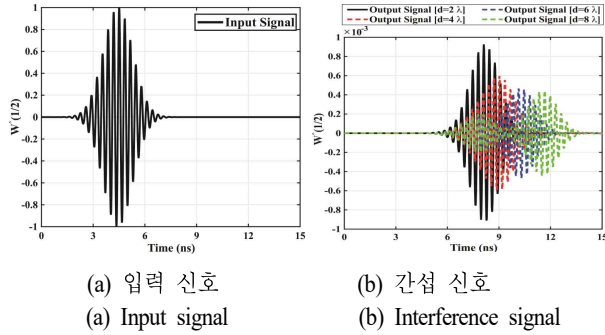 Input Signal
1
0.8
0.6
0.4
0.2
0
-0.2
-0.4
-0.6
-0.8
-1
W^(1/2)
0 3 6 9 12 15
Time (ns)
Output Signal [d=2 λ] Output Signal [d=6 λ]
Output Signal [d=4 λ] Output Signal [d=8 λ]
×10⁻³
1
0.8
0.6
0.4
0.2
0
-0.2
-0.4
-0.6
-0.8
-1
W^(1/2)
0 3 6 9 12 15
Time (ns)
(a) 입력 신호
(a) Input signal
(b) 간섭 신호
(b) Interference signal